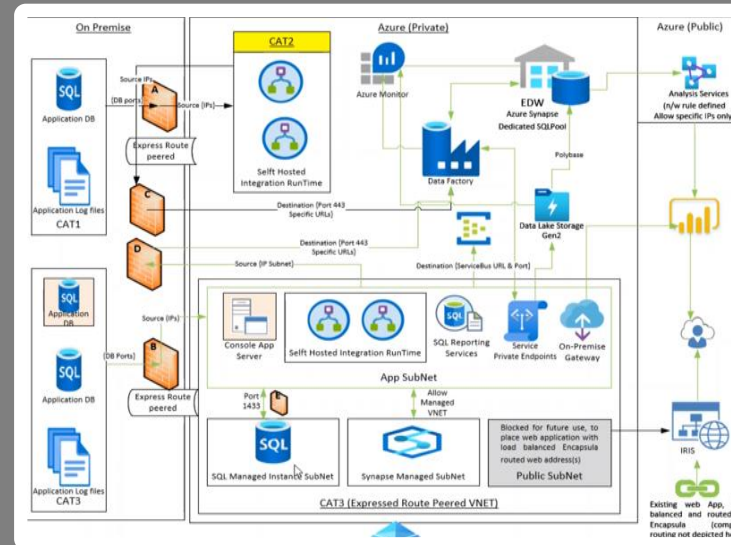 On Premise
Azure (Private)
Azure (Public)
CAT2
Source IPs
A
SQL
(DB ports)
Source [IPs]
Application DB
Express Route
peered
Selft Hosted
Integration RunTime
Azure Monitor
EDW
Azure Synapse
Dedicated SQLPool
Analysis Services
(n/w rule defined
Allow specific IPs only
Polybase
Data Factory
Application Log files
CAT1
C
Destination (Port 443
Specific URLs)
Data Lake Storage
Gen2
D
Destination (Port 443
Specific URLs)
Source [IP Subnet]
Destination [ServiceBus URL & Port]
SQL
Application
DB
Source (IPs)
SQL
Console App
Server
Selft Hosted Integration RunTime
SQL Reporting
Services
Service
Private Endpoints
On-Premise
Gateway
B
SQL
(DB Ports)
Application DB
App SubNet
Express Route
peered
Port
1433
E
Allow
Managed
VNET
SQL
SQL Managed Instance SubNet
Synapse Managed SubNet
Blocked for future use, to
place web application with
load balanced Encapsula
routed web address(s)
Public SubNet
IRIS
Application Log files
CAT3
CAT3 (Expressed Route Peered VNET)
Existing web App,
balanced and routed
Encapsula (comp
routing not depicted he